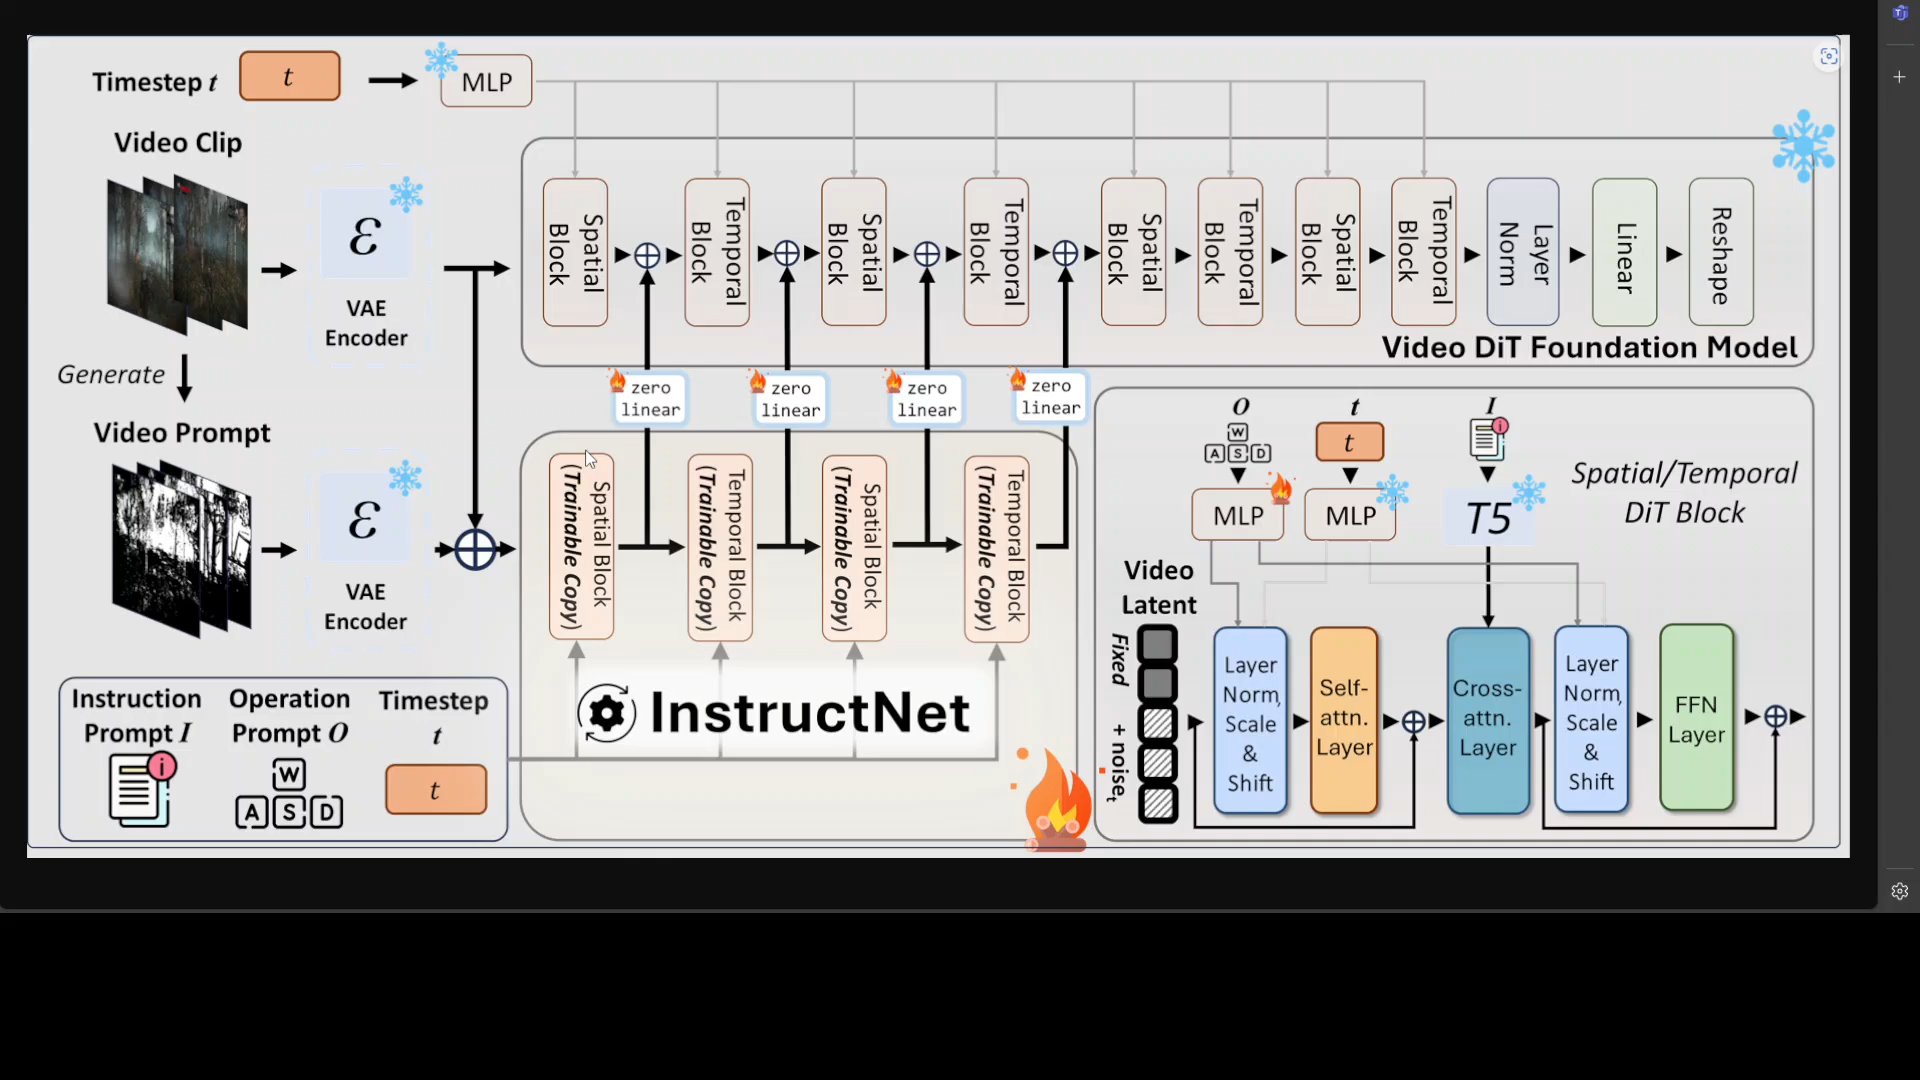 Timestep t
t
MLP
Video Clip
ε
VAE
Encoder
Generate
Video Prompt
ε
VAE
Encoder
Spatial
Block
Temporal
Block
Spatial
Block
Temporal
Block
Spatial
Block
Temporal
Block
Spatial
Block
Temporal
Block
Layer
Norm
Linear
Reshape
Video DiT Foundation Model
zero
linear
zero
linear
zero
linear
zero
linear
Spatial Block
(Trainable Copy)
Temporal Block
(Trainable Copy)
Spatial Block
(Trainable Copy)
Temporal Block
(Trainable Copy)
InstructNet
Instruction
Prompt I
i
Operation
Prompt O
W
A S D
Timestep
t
t
O
W
A S D
MLP
t
t
MLP
I
i
T5
Spatial/Temporal
DiT Block
Video
Latent
Fixed
+ noiset
Layer
Norm,
Scale
&
Shift
Self-
attn.
Layer
Cross-
attn.
Layer
Layer
Norm,
Scale
&
Shift
FFN
Layer